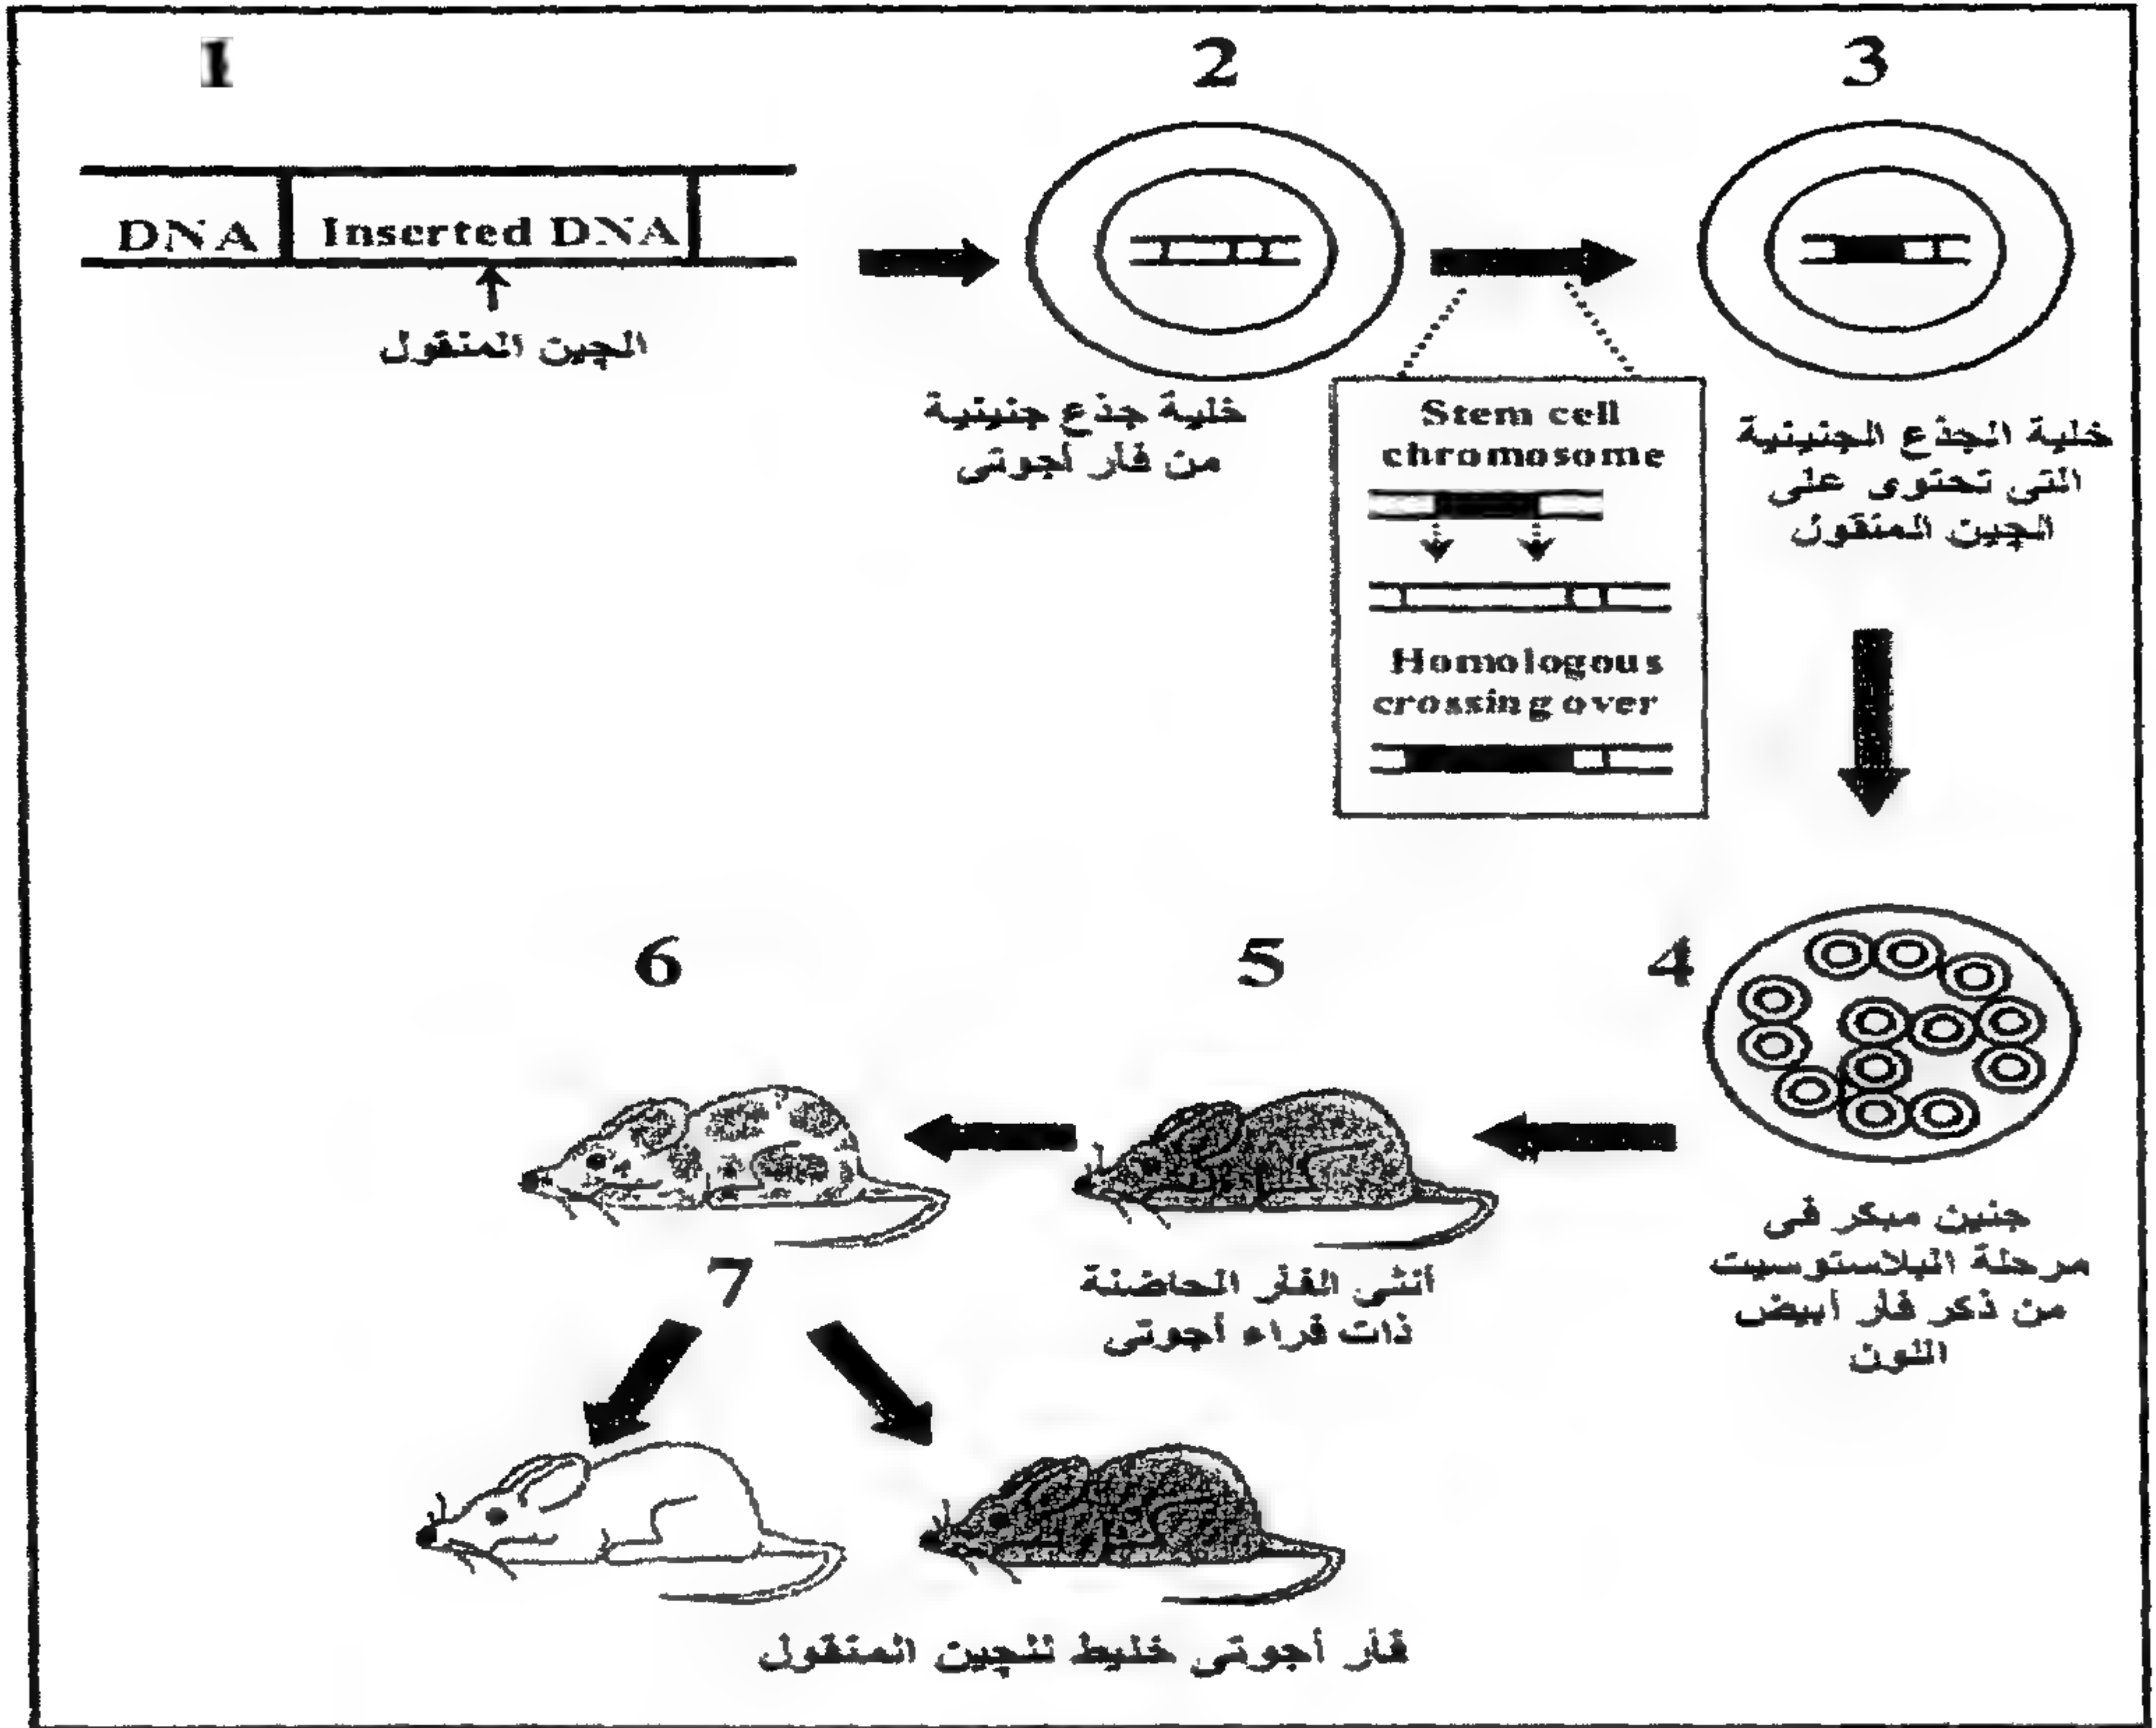 1
2
3
DNA
Inserted DNA
الجين المنقول
خلية جذع جنينية
من فأر أجوتى
Stem cell
chromosome
Homologous
crossing over
خلية الجذع الجنينية
التى تحتوى على
الجين المنقول
4
5
6
جنين مبكر فى
مرحلة البلاستوسيت
من ذكر فأر أبيض
اللون
أنثى الفأر الحاضنة
ذات فراء أجوتى
7
فأر أجوتى خليط للجين المنقول